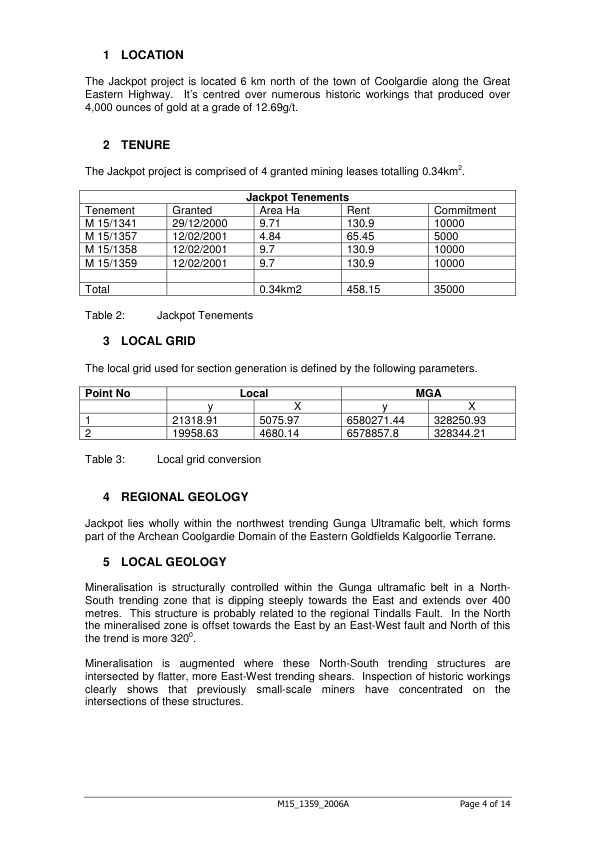 1 LOCATION
The Jackpot project is located 6 km north of the town of Coolgardie along the Great
Eastern Highway. It's centred over numerous historic workings that produced over
4,000 ounces of gold at a grade of 12.69g/t.
2 TENURE
The Jackpot project is comprised of 4 granted mining leases totalling 0.34km².
Jackpot Tenements
Tenement Granted Area Ha Rent Commitment
M 15/1341 29/12/2000 9.71 130.9 10000
M 15/1357 12/02/2001 4.84 65.45 5000
M 15/1358 12/02/2001 9.7 130.9 10000
M 15/1359 12/02/2001 9.7 130.9 10000
Total 0.34km2 458.15 35000
Table 2: Jackpot Tenements
3 LOCAL GRID
The local grid used for section generation is defined by the following parameters.
Point No Local MGA
y X y X
1 21318.91 5075.97 6580271.44 328250.93
2 19958.63 4680.14 6578857.8 328344.21
Table 3: Local grid conversion
4 REGIONAL GEOLOGY
Jackpot lies wholly within the northwest trending Gunga Ultramafic belt, which forms
part of the Archean Coolgardie Domain of the Eastern Goldfields Kalgoorlie Terrane.
5 LOCAL GEOLOGY
Mineralisation is structurally controlled within the Gunga ultramafic belt in a North-
South trending zone that is dipping steeply towards the East and extends over 400
metres. This structure is probably related to the regional Tindalls Fault. In the North
the mineralised zone is offset towards the East by an East-West fault and North of this
the trend is more 320⁰.
Mineralisation is augmented where these North-South trending structures are
intersected by flatter, more East-West trending shears. Inspection of historic workings
clearly shows that previously small-scale miners have concentrated on the
intersections of these structures.
M15_1359_2006A Page 4 of 14